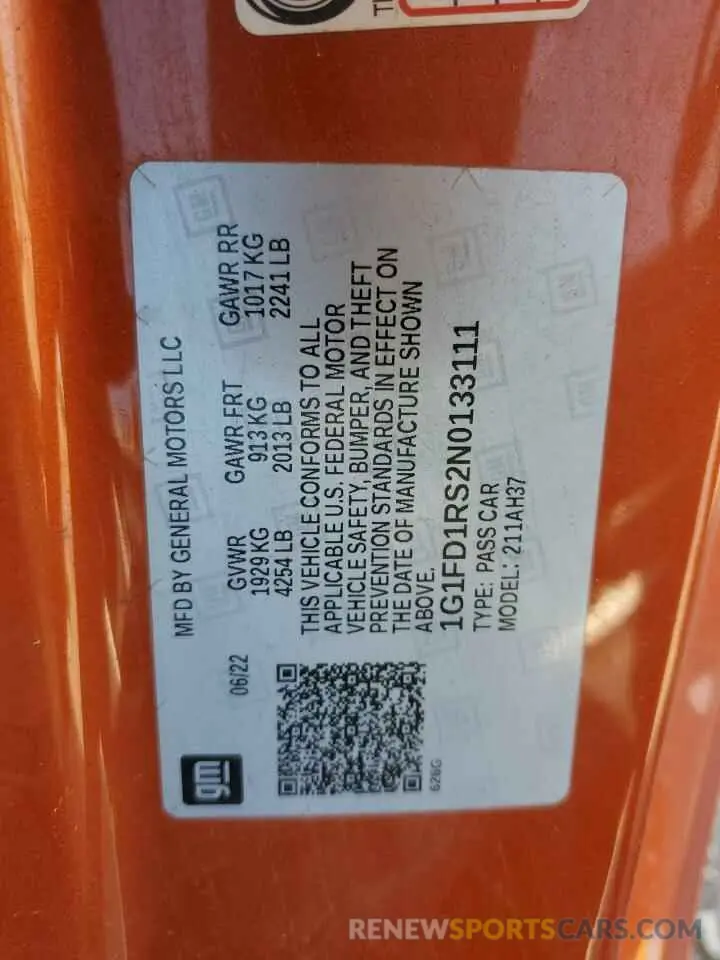 MFD BY GENERAL MOTORS LLC
06/22
GVWR GAWR FRT GAWR RR
1929 KG 913 KG 1017 KG
4254 LB 2013 LB 2241 LB
THIS VEHICLE CONFORMS TO ALL
APPLICABLE U.S. FEDERAL MOTOR
VEHICLE SAFETY, BUMPER, AND THEFT
PREVENTION STANDARDS IN EFFECT ON
THE DATE OF MANUFACTURE SHOWN
ABOVE.
1G1FD1RS2N0133111
TYPE: PASS CAR
MODEL: 211AH37
gm
626G
RENEWSPORTSCARS.COM